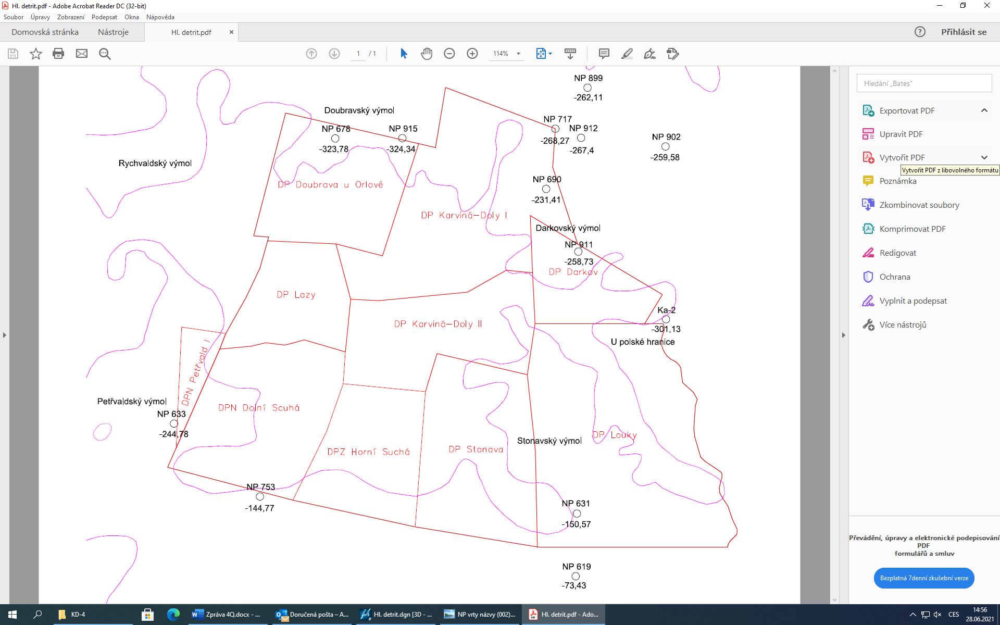 Hl. detrit.pdf - Adobe Acrobat Reader DC (32-bit)
Soubor Úpravy Zobrazení Podepsat Okna Nápověda
Domovská stránka Nástroje Hl. detrit.pdf Přihlásit se
1 / 1 114%
NP 899
-262,11
Doubravský výmol
NP 717
-268,27
NP 678
-323,78
NP 915
-324,34
NP 912
-267,4
NP 902
-259,58
Rychvaldský výmol
DP Doubrava u Orlové
NP 690
-231,41
DP Karviná-Doly I
Darkovský výmol
NP 911
-258,73
DP Darkov
DP Lazy
Ka-2
-301,13
DP Karviná-Doly II
U polské hranice
DPN Petřvald I
Petřvaldský výmol
NP 633
-244,78
DPN Dolní Scuhá
DP Louky
Stonavský výmol
DPZ Horní Suchá
DP Stonava
NP 753
-144,77
NP 631
-150,57
NP 619
-73,43
Hledání „Bates“
Exportovat PDF
Upravit PDF
Vytvořit PDF
Vytvořit PDF z libovolného formátu
Poznámka
Zkombinovat soubory
Komprimovat PDF
Redigovat
Ochrana
Vyplnit a podepsat
Více nástrojů
Převádění, úpravy a elektronické podepisování
PDF
formulářů a smluv
Bezplatná 7denní zkušební verze
KD-4 Zpráva 4Q.docx - ... Doručená pošta – A... Hl. detrit.dgn [3D - ... NP vrty názvy (002)... Hl. detrit.pdf - Ado... CES 14:56
28.06.2021